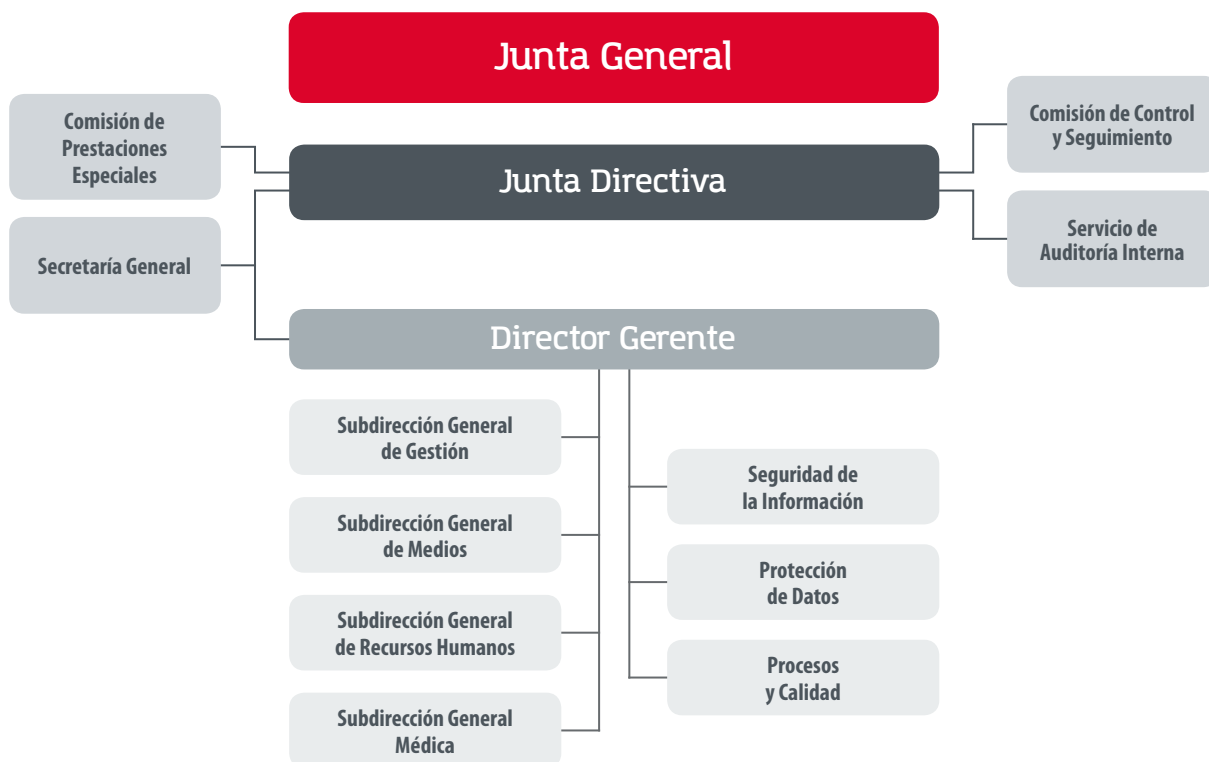 Junta General
Comisión de
Prestaciones
Especiales
Comisión de Control
y Seguimiento
Junta Directiva
Secretaría General
Servicio de
Auditoría Interna
Director Gerente
Subdirección General
de Gestión
Subdirección General
de Medios
Subdirección General
de Recursos Humanos
Subdirección General
Médica
Seguridad de
la Información
Protección
de Datos
Procesos
y Calidad